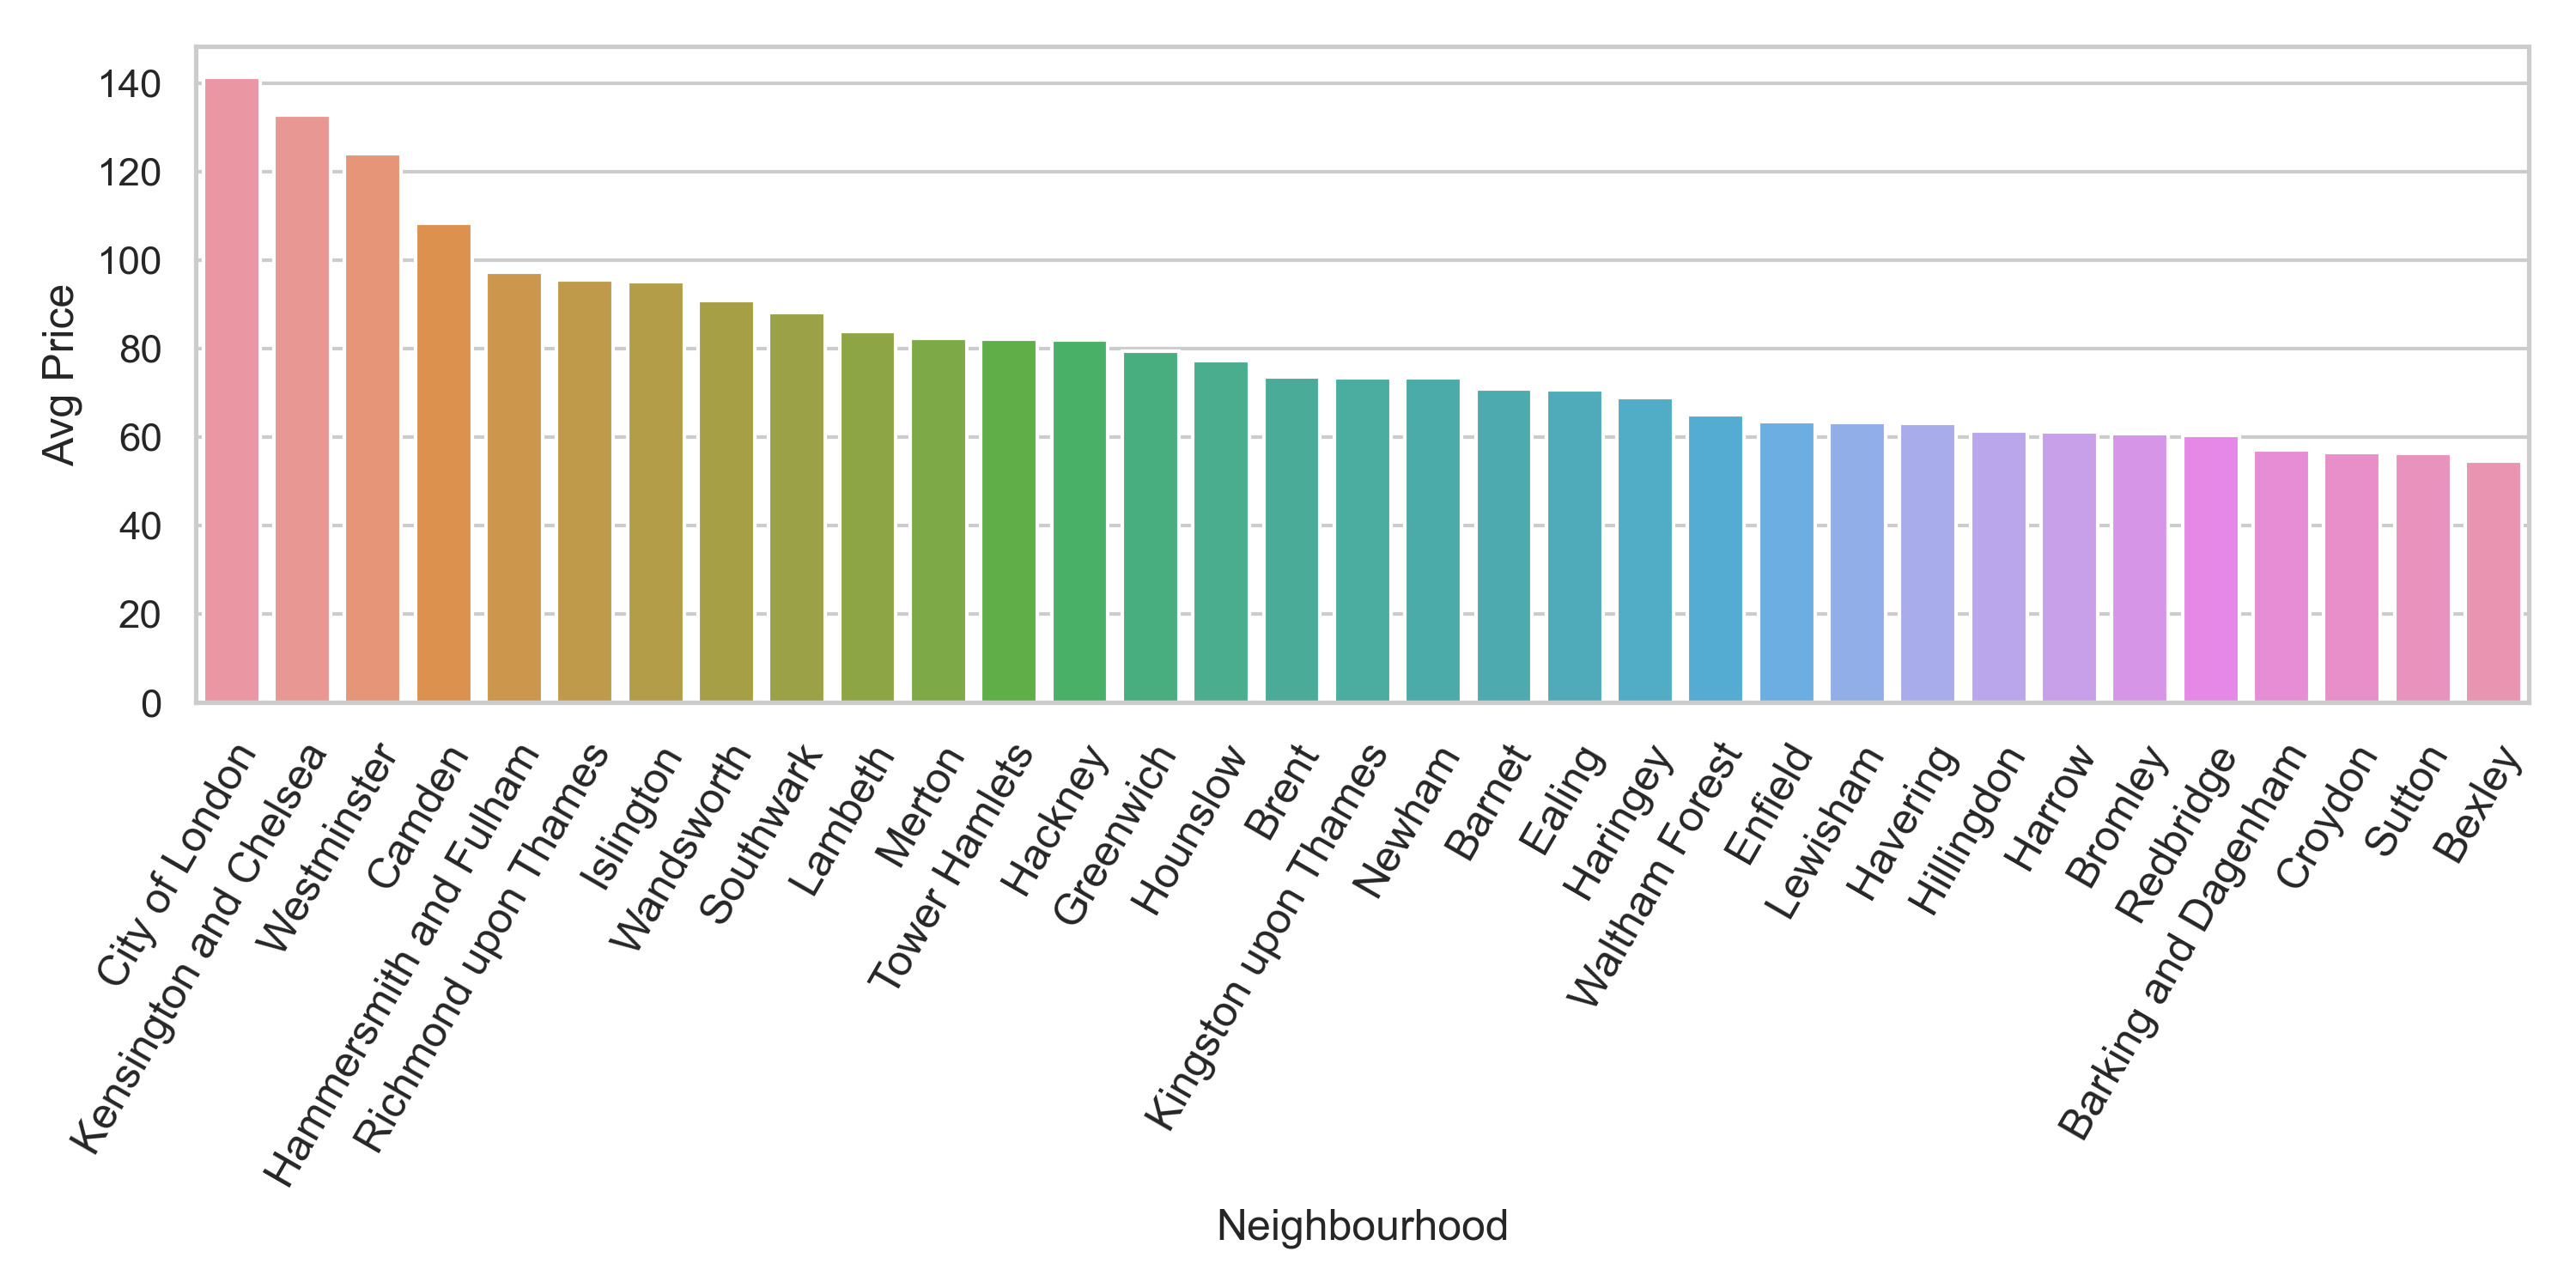 140
120
100
80
60
40
20
0
Avg Price
City of London
Kensington and Chelsea
Westminster
Camden
Hammersmith and Fulham
Richmond upon Thames
Islington
Wandsworth
Southwark
Lambeth
Merton
Tower Hamlets
Hackney
Greenwich
Hounslow
Brent
Kingston upon Thames
Newham
Barnet
Ealing
Haringey
Waltham Forest
Enfield
Lewisham
Havering
Hillingdon
Harrow
Bromley
Redbridge
Barking and Dagenham
Croydon
Sutton
Bexley
Neighbourhood